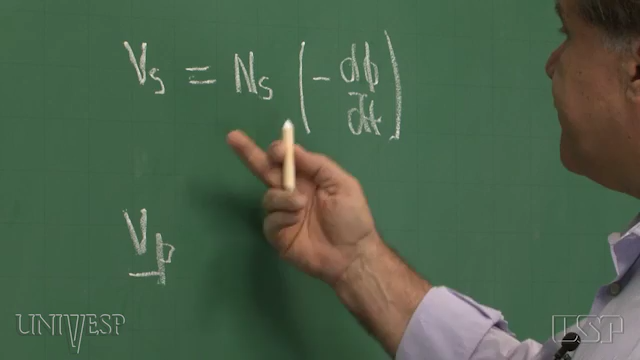 Vs = Ns (- dϕ/dt)
Vp
UNIVESP
USP